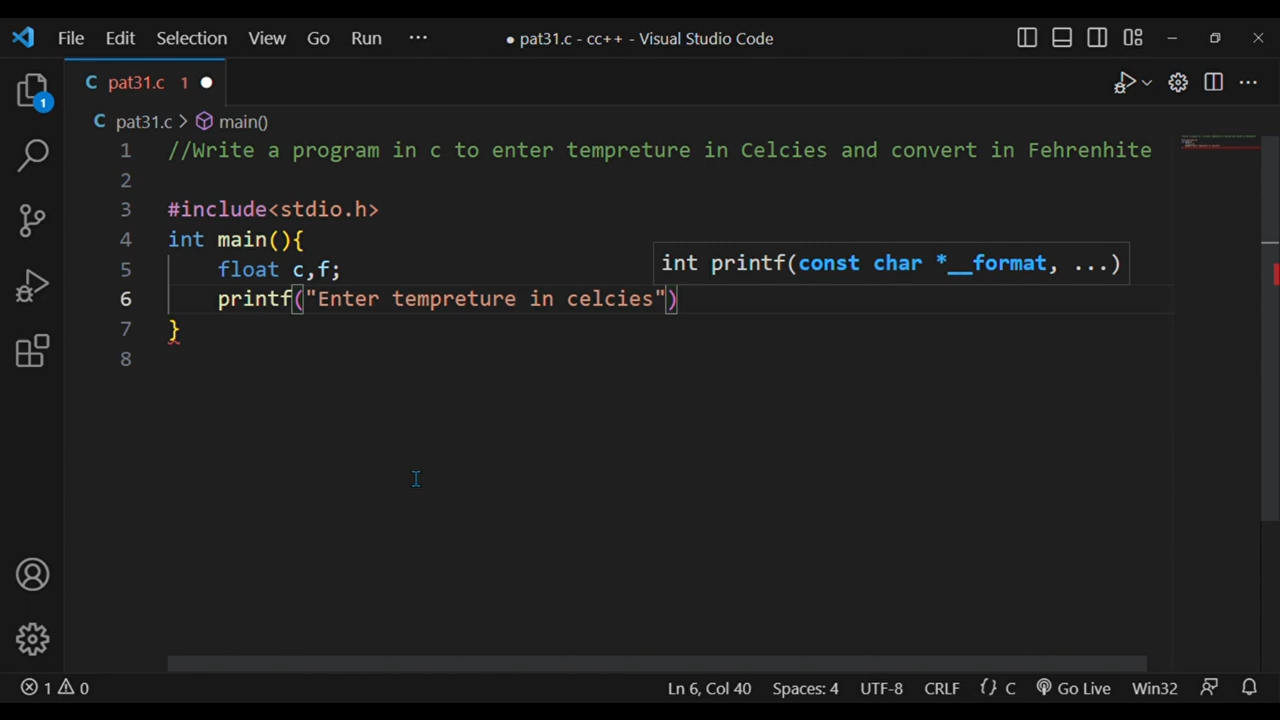 File Edit Selection View Go Run ··· ● pat31.c - cc++ - Visual Studio Code
C pat31.c 1 ●
1
C pat31.c > main()
1 //Write a program in c to enter tempreture in Celcies and convert in Fehrenhite
2
3 #include<stdio.h>
4 int main(){
int printf(const char *__format, ...)
5 float c,f;
6 printf("Enter tempreture in celcies")
7 }
8
1 0 Ln 6, Col 40 Spaces: 4 UTF-8 CRLF {} C Go Live Win32